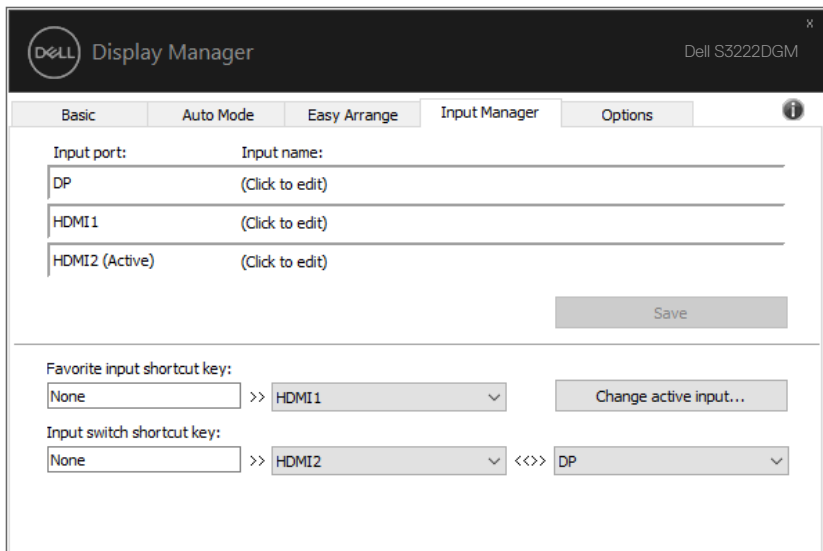 x
DELL Display Manager Dell S3222DGM
Basic Auto Mode Easy Arrange Input Manager Options i
Input port: Input name:
DP (Click to edit)
HDMI1 (Click to edit)
HDMI2 (Active) (Click to edit)
Save
Favorite input shortcut key:
None >> HDMI1 Change active input...
Input switch shortcut key:
None >> HDMI2 <<>> DP